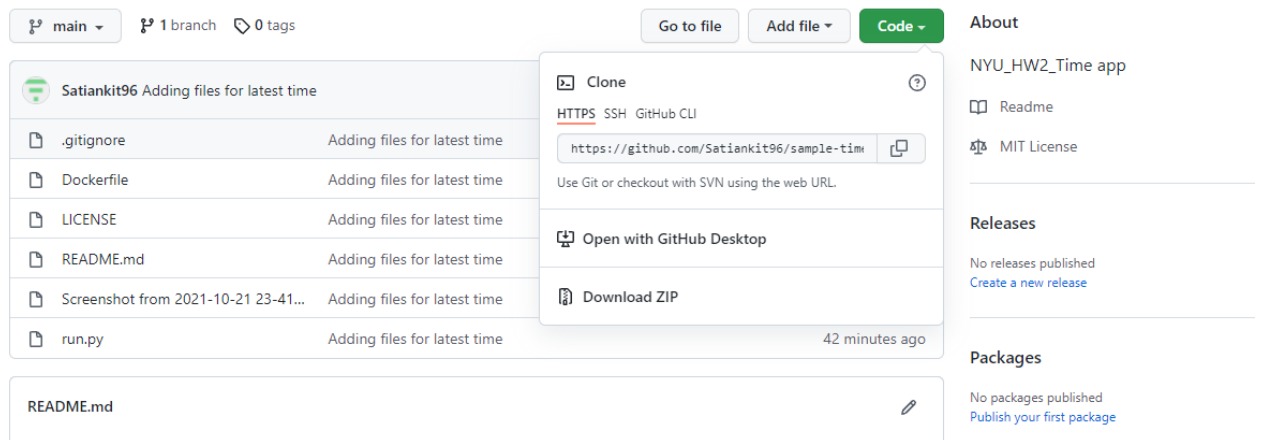 main
1 branch
0 tags
Go to file
Add file
Code
Satiankit96 Adding files for latest time
.gitignore Adding files for latest time
Dockerfile Adding files for latest time
LICENSE Adding files for latest time
README.md Adding files for latest time
Screenshot from 2021-10-21 23-41... Adding files for latest time
run.py Adding files for latest time 42 minutes ago
README.md
Clone
HTTPS SSH GitHub CLI
https://github.com/Satiankit96/sample-time
Use Git or checkout with SVN using the web URL.
Open with GitHub Desktop
Download ZIP
About
NYU_HW2_Time app
Readme
MIT License
Releases
No releases published
Create a new release
Packages
No packages published
Publish your first package